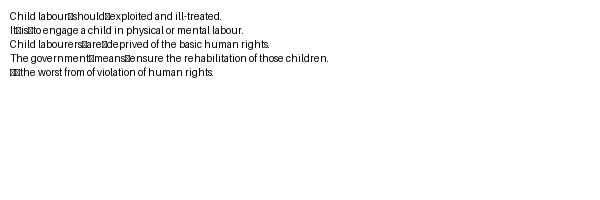 Child labour should exploited and ill-treated.
It is to engage a child in physical or mental labour.
Child labourers are deprived of the basic human rights.
The government means ensure the rehabilitation of those children.
the worst from of violation of human rights.